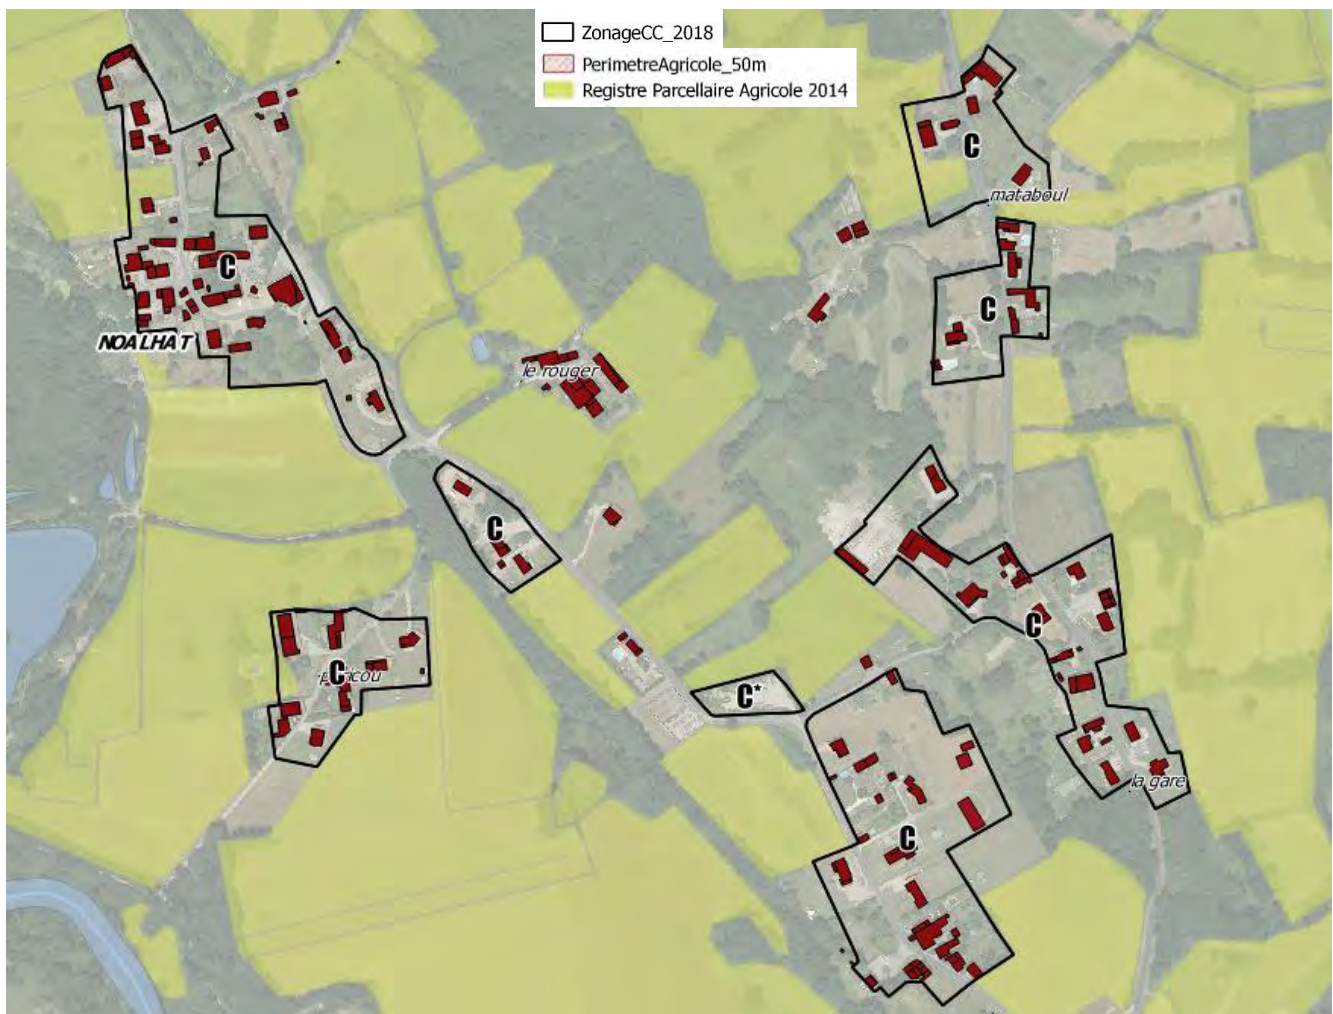 ZonageCC_2018
PerimetreAgricole_50m
Registre Parcellaire Agricole 2014
C
mataboul
C
NOALHAT
C
le rouger
C
C
C
C*
la gare
C